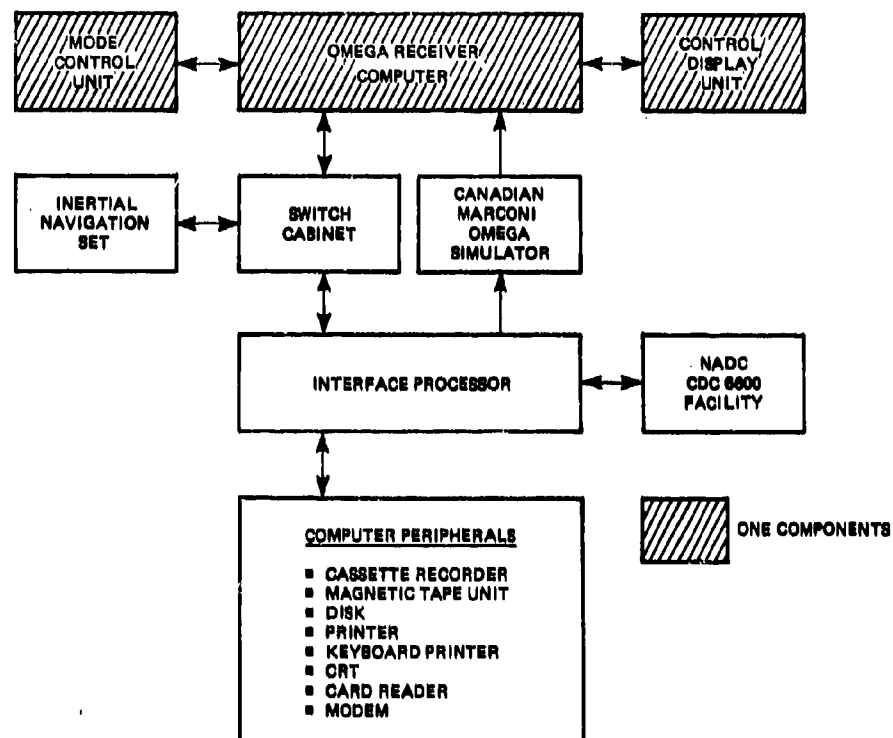 MODE
CONTROL
UNIT
OMEGA RECEIVER
COMPUTER
CONTROL
DISPLAY
UNIT
INERTIAL
NAVIGATION
SET
SWITCH
CABINET
CANADIAN
MARCONI
OMEGA
SIMULATOR
INTERFACE PROCESSOR
NADC
CDC 6600
FACILITY
COMPUTER PERIPHERALS
■ CASSETTE RECORDER
■ MAGNETIC TAPE UNIT
■ DISK
■ PRINTER
■ KEYBOARD PRINTER
■ CRT
■ CARD READER
■ MODEM
ONE COMPONENTS